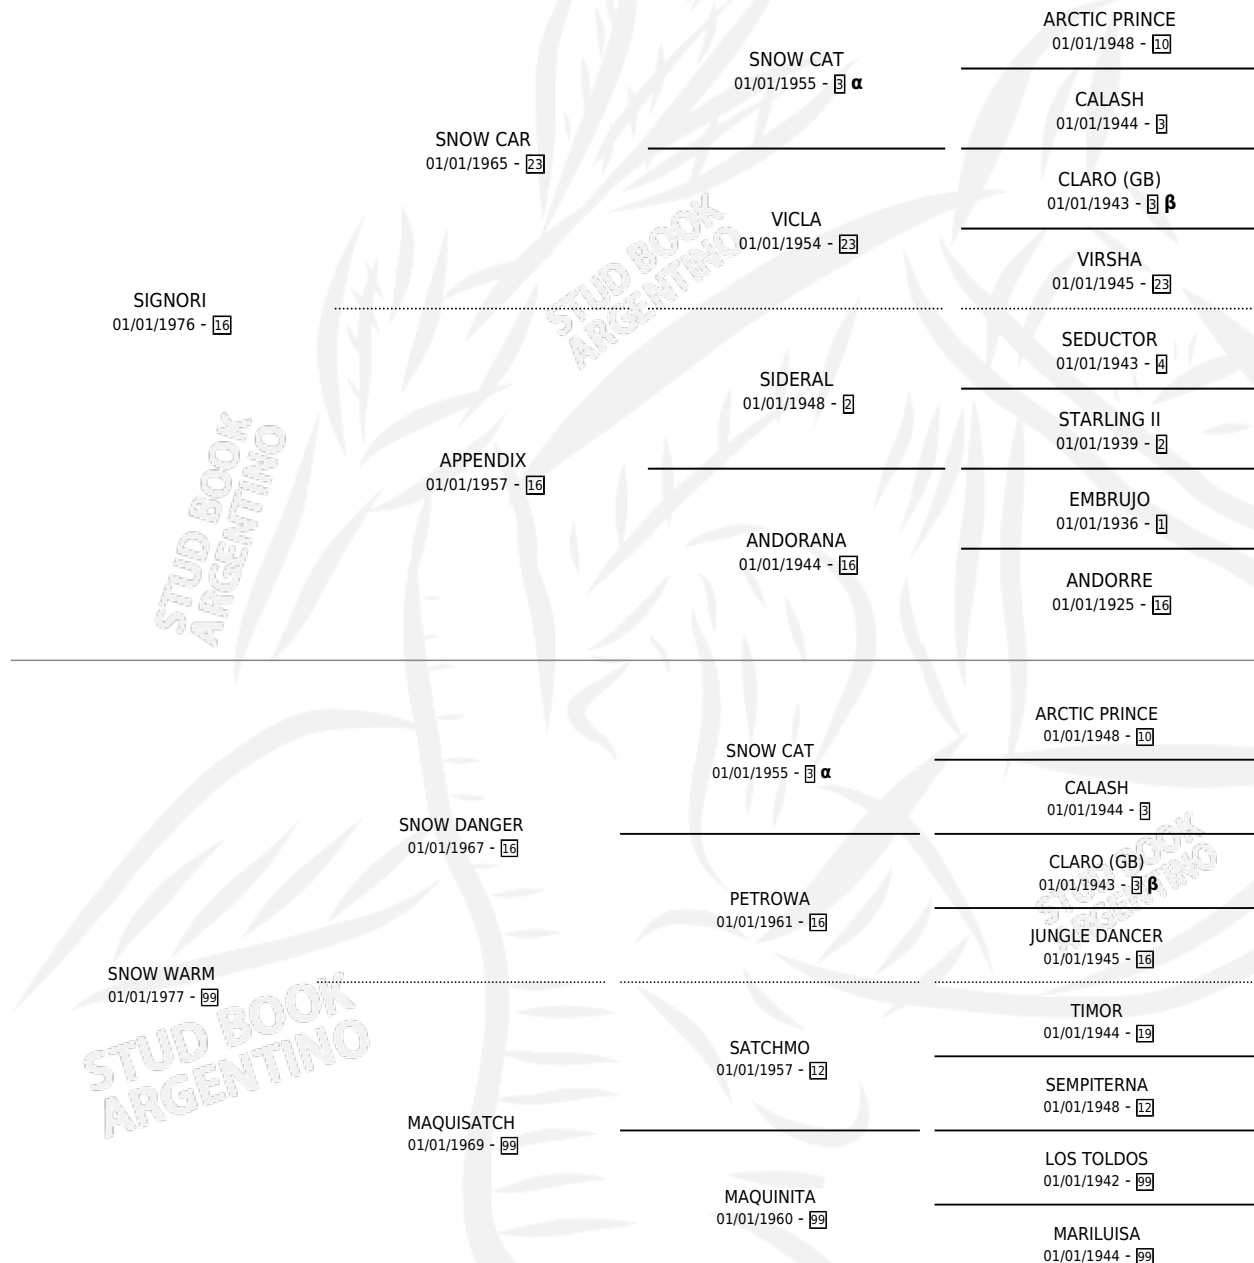 ARCTIC PRINCE
01/01/1948 - 10
SNOW CAT
01/01/1955 - 3 α
CALASH
01/01/1944 - 3
SNOW CAR
01/01/1965 - 23
CLARO (GB)
01/01/1943 - 3 β
VICLA
01/01/1954 - 23
VIRSHA
01/01/1945 - 23
SIGNORI
01/01/1976 - 16
SEDUCTOR
01/01/1943 - 4
SIDERAL
01/01/1948 - 2
STARLING II
01/01/1939 - 2
APPENDIX
01/01/1957 - 16
EMBRUJO
01/01/1936 - 1
ANDORANA
01/01/1944 - 16
ANDORRE
01/01/1925 - 16
ARCTIC PRINCE
01/01/1948 - 10
SNOW CAT
01/01/1955 - 3 α
CALASH
01/01/1944 - 3
SNOW DANGER
01/01/1967 - 16
CLARO (GB)
01/01/1943 - 3 β
PETROWA
01/01/1961 - 16
JUNGLE DANCER
01/01/1945 - 16
SNOW WARM
01/01/1977 - 99
TIMOR
01/01/1944 - 19
SATCHMO
01/01/1957 - 12
SEMPITERNA
01/01/1948 - 12
MAQUISATCH
01/01/1969 - 99
LOS TOLDOS
01/01/1942 - 99
MAQUINITA
01/01/1960 - 99
MARILUISA
01/01/1944 - 99
STUD BOOK
ARGENTINO
STUD BOOK
ARGENTINO
STUD BOOK
ARGENTINO
STUD BOOK
ARGENTINO